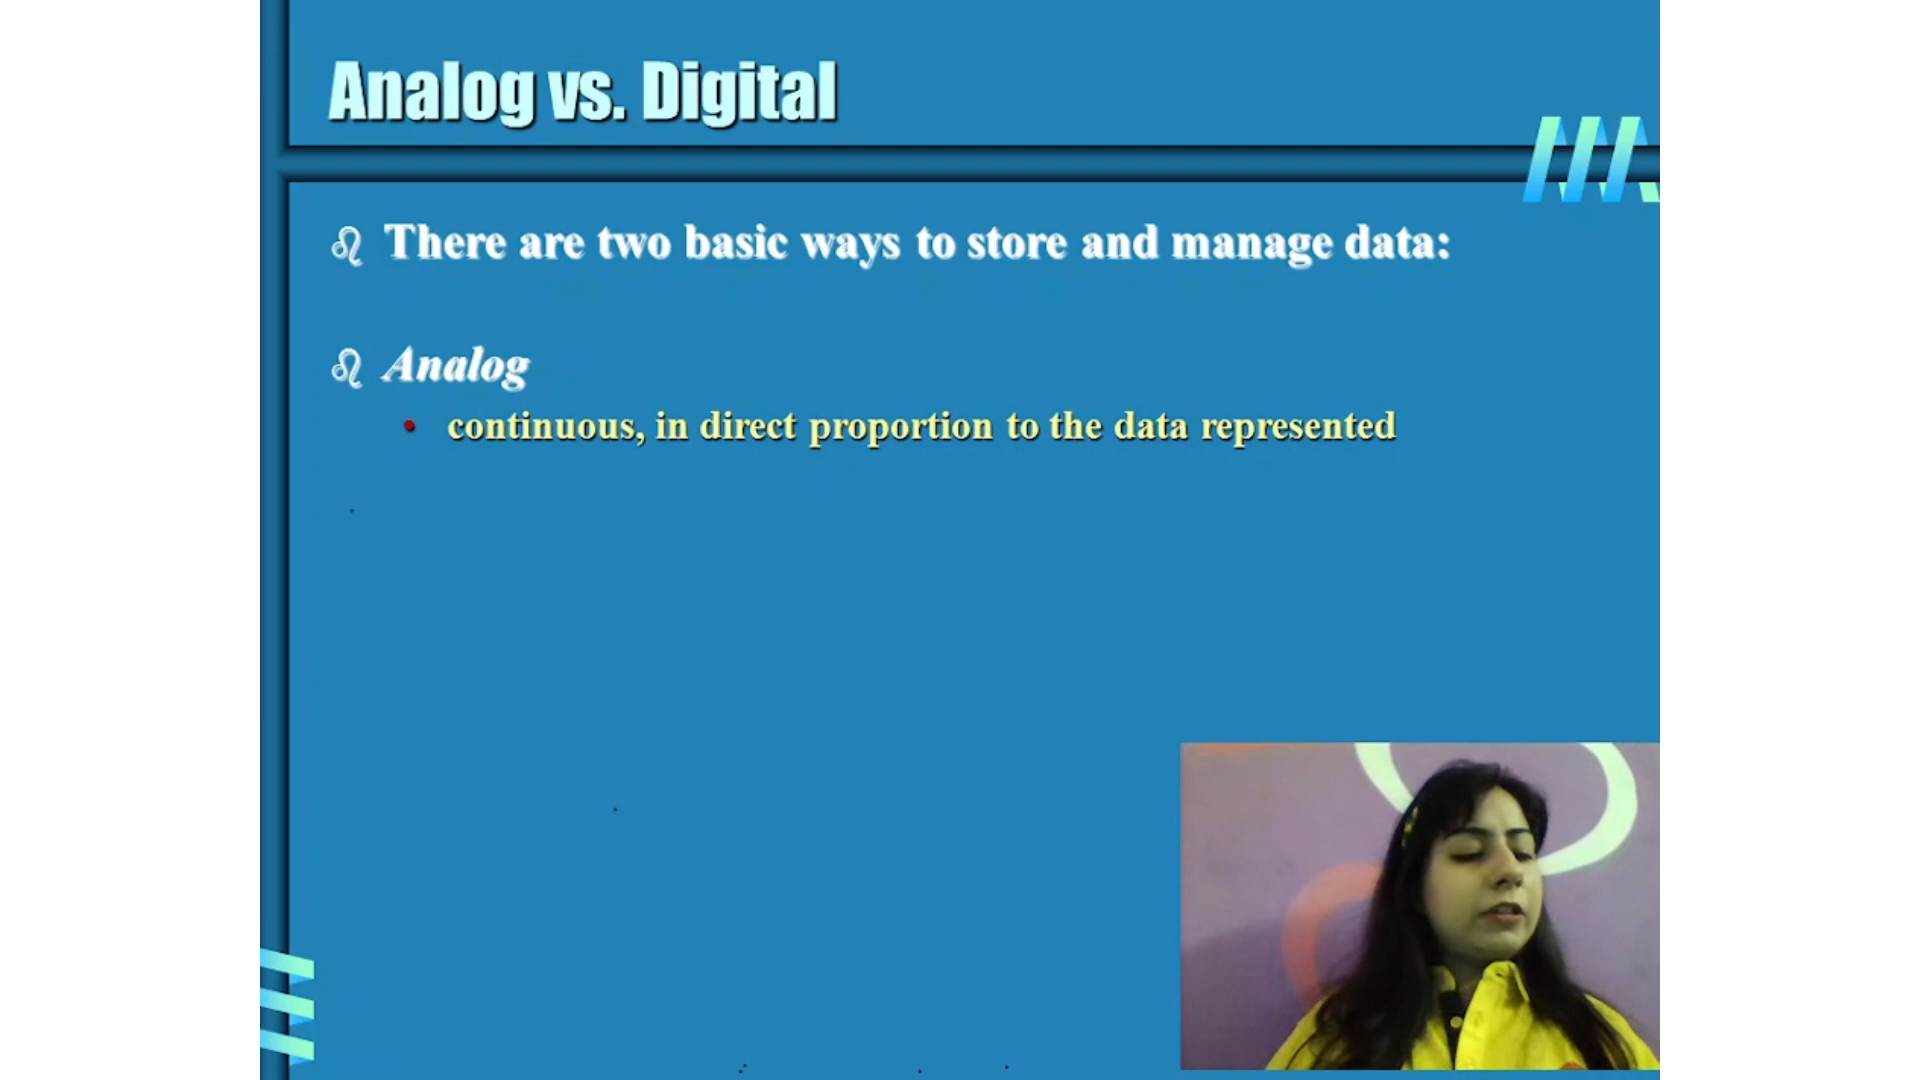 Analog vs. Digital
There are two basic ways to store and manage data:
Analog
• continuous, in direct proportion to the data represented